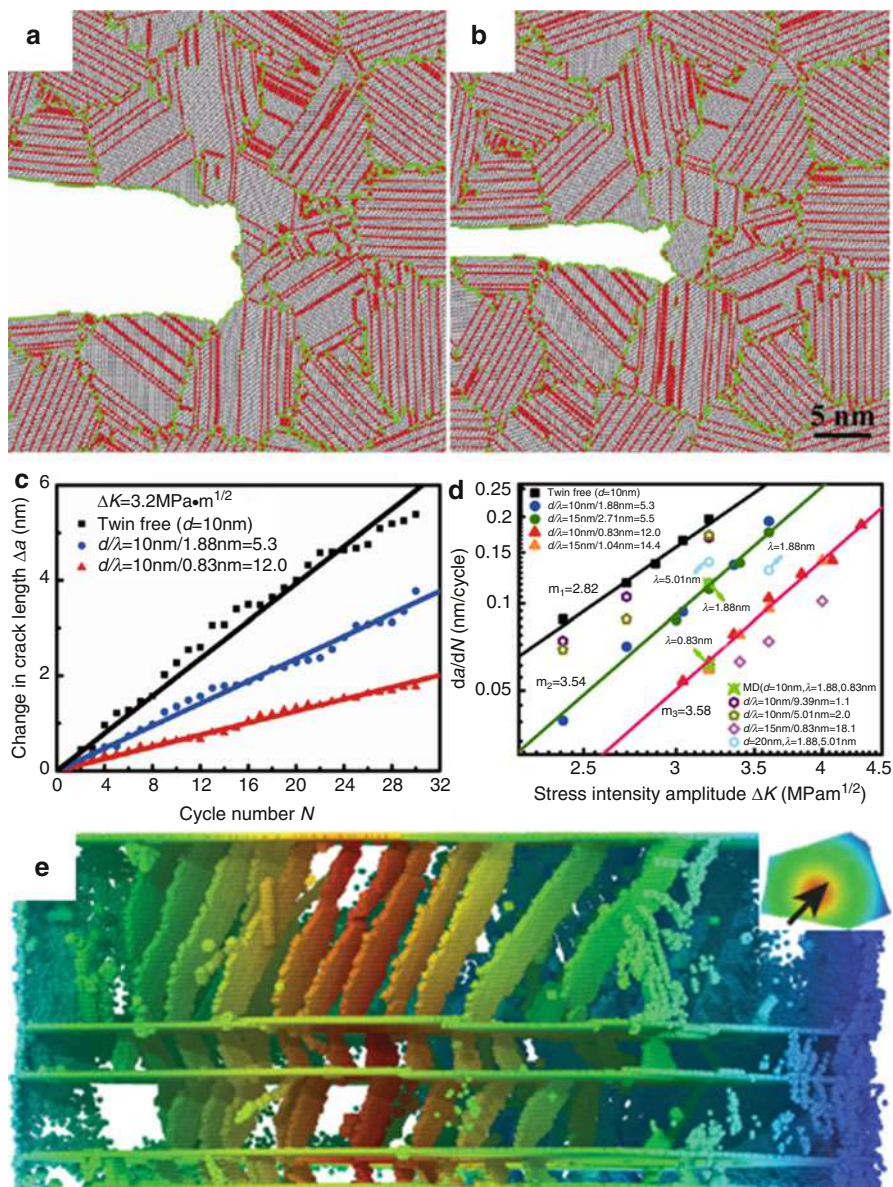 a
b
5 nm
c
6
4
2
0
Change in crack length Δa (nm)
ΔK=3.2MPa•m1/2
Twin free (d=10nm)
d/λ=10nm/1.88nm=5.3
d/λ=10nm/0.83nm=12.0
0 4 8 12 16 20 24 28 32
Cycle number N
d
0.25
0.2
0.15
0.1
0.05
da/dN (nm/cycle)
Twin free (d=10nm)
d/λ=10nm/1.88nm=5.3
d/λ=15nm/2.71nm=5.5
d/λ=10nm/0.83nm=12.0
d/λ=15nm/1.04nm=14.4
λ=1.88nm
λ=5.01nm
m1=2.82
λ=1.88nm
λ=0.83nm
m2=3.54
m3=3.58
MD(d=10nm,λ=1.88,0.83nm)
d/λ=10nm/9.39nm=1.1
d/λ=10nm/5.01nm=2.0
d/λ=15nm/0.83nm=18.1
d=20nm,λ=1.88,5.01nm
2.5 3 3.5 4 4.5
Stress intensity amplitude ΔK (MPam1/2)
e